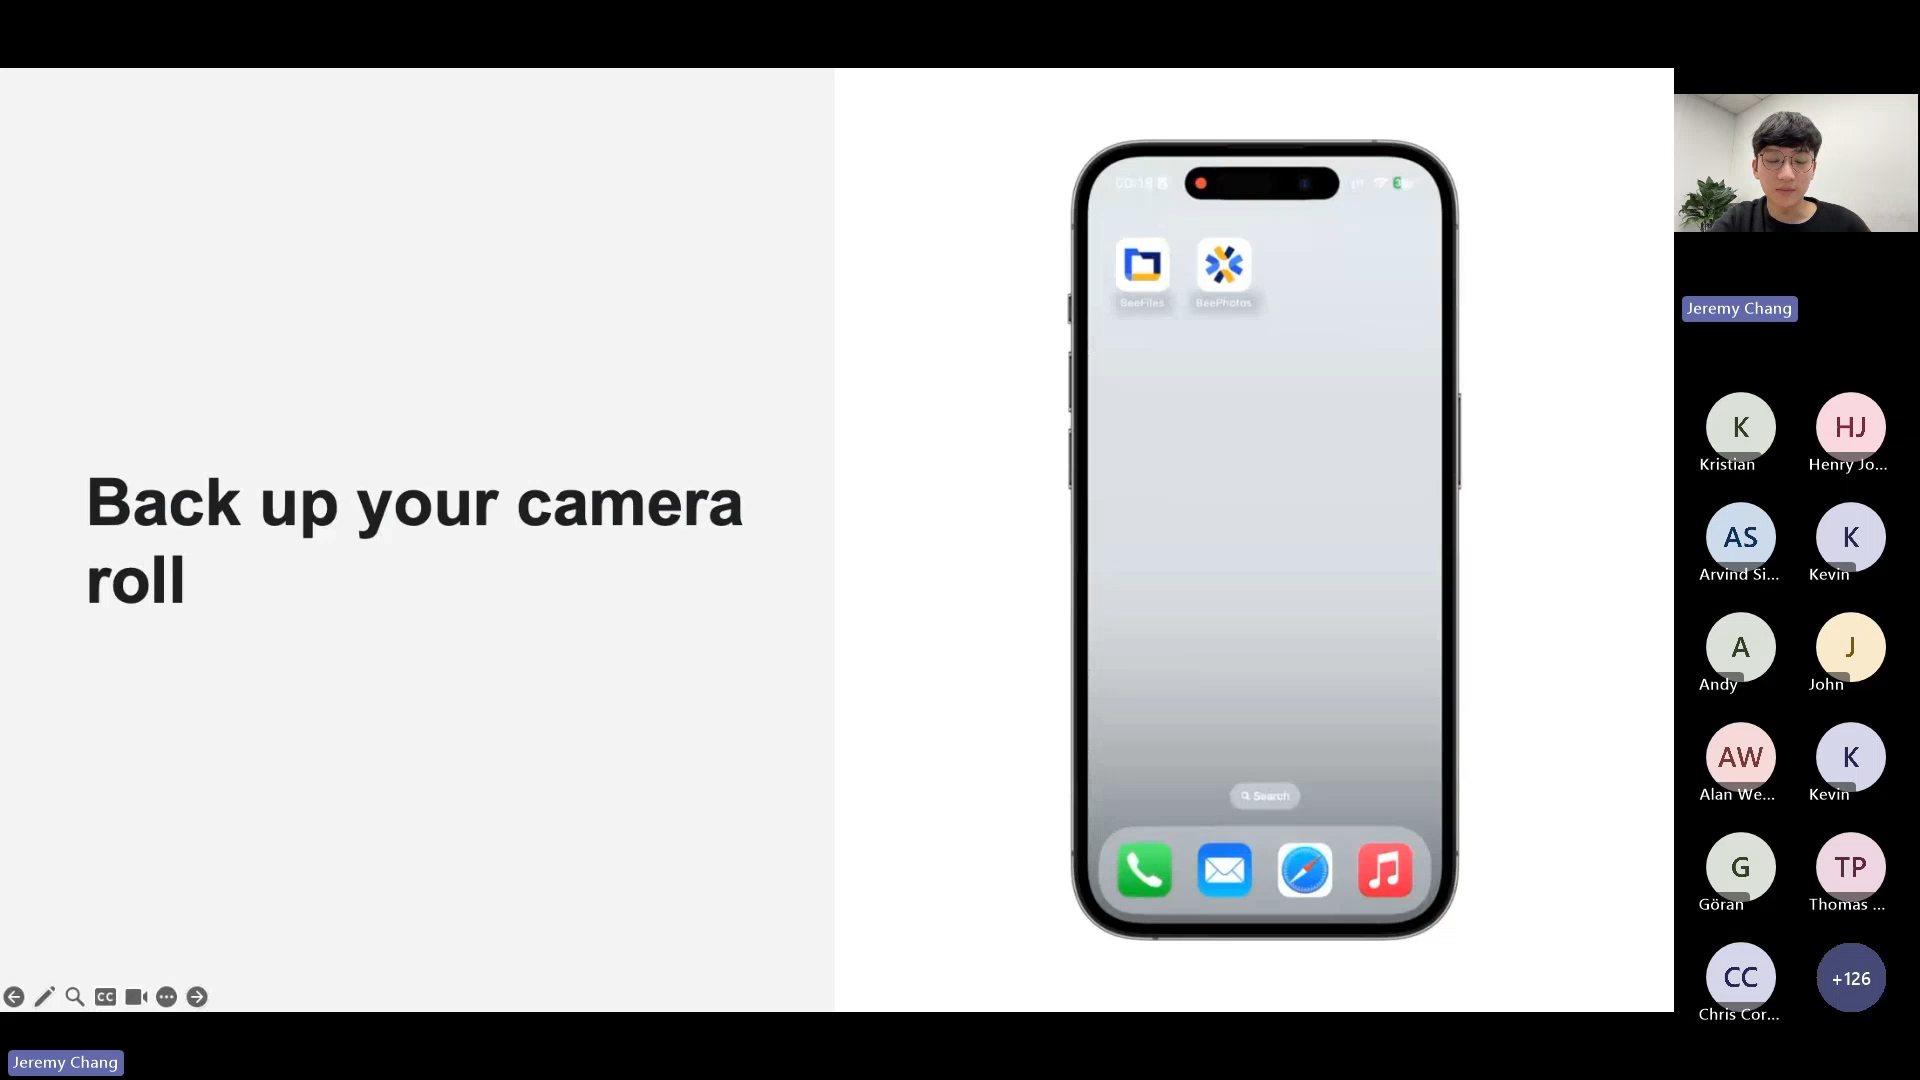 Back up your camera
roll
BeeFiles
BeePhotos
Search
CC
Jeremy Chang
Jeremy Chang
K
Kristian
HJ
Henry Jo...
AS
Arvind Si...
K
Kevin
A
Andy
J
John
AW
Alan We...
K
Kevin
G
Göran
TP
Thomas ...
CC
Chris Cor...
+126